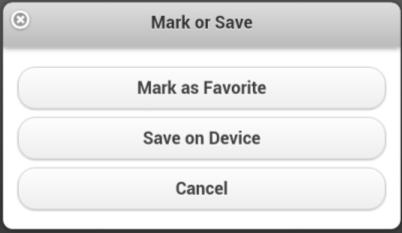 Mark or Save
Mark as Favorite
Save on Device
Cancel